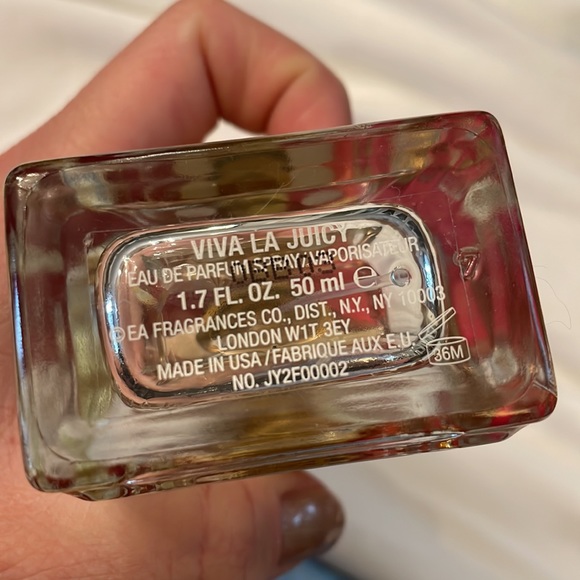 VIVA LA JUICY
EAU DE PARFUM SPRAY/VAPORISATEUR
1.7 FL. OZ. 50 ml ℮
©EA FRAGRANCES CO., DIST., N.Y., NY 10003
LONDON W1T 3EY
MADE IN USA/FABRIQUE AUX E.U.
36M
NO. JY2F00002
7